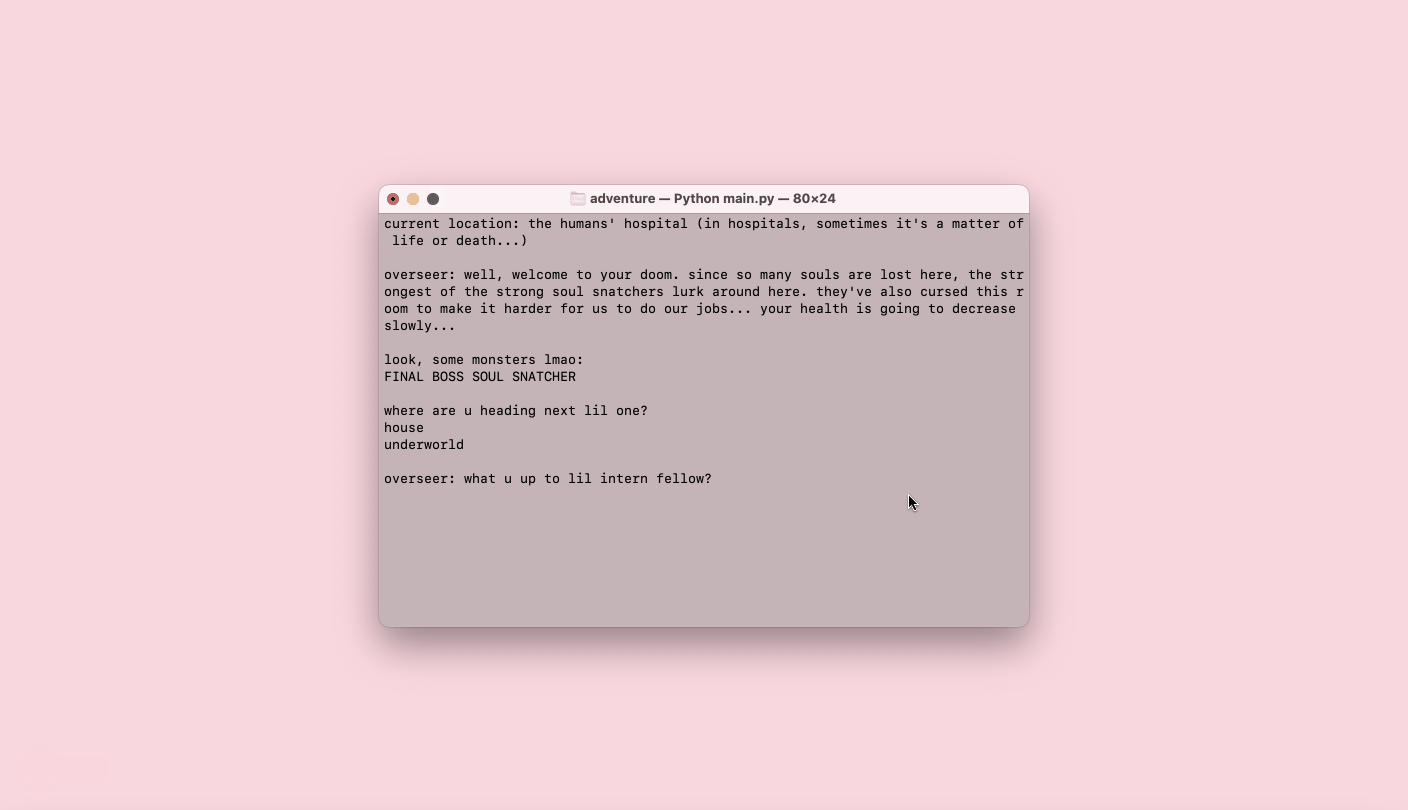 adventure — Python main.py — 80×24
current location: the humans' hospital (in hospitals, sometimes it's a matter of
 life or death...)
overseer: well, welcome to your doom. since so many souls are lost here, the str
ongest of the strong soul snatchers lurk around here. they've also cursed this r
oom to make it harder for us to do our jobs... your health is going to decrease
slowly...
look, some monsters lmao:
FINAL BOSS SOUL SNATCHER
where are u heading next lil one?
house
underworld
overseer: what u up to lil intern fellow?